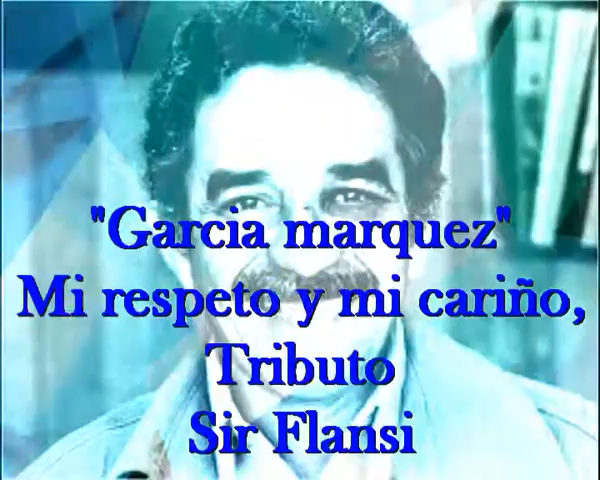 "Garcia marquez"
Mi respeto y mi cariño,
Tributo
Sir Flansi